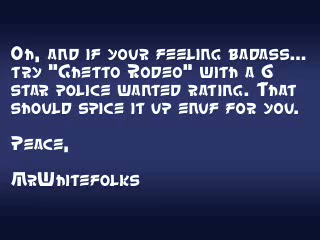 Oh, and if your feeling badass...
try "Ghetto Rodeo" with a 6
star police wanted rating. That
should spice it up enuf for you.

Peace,

MrWhitefolks